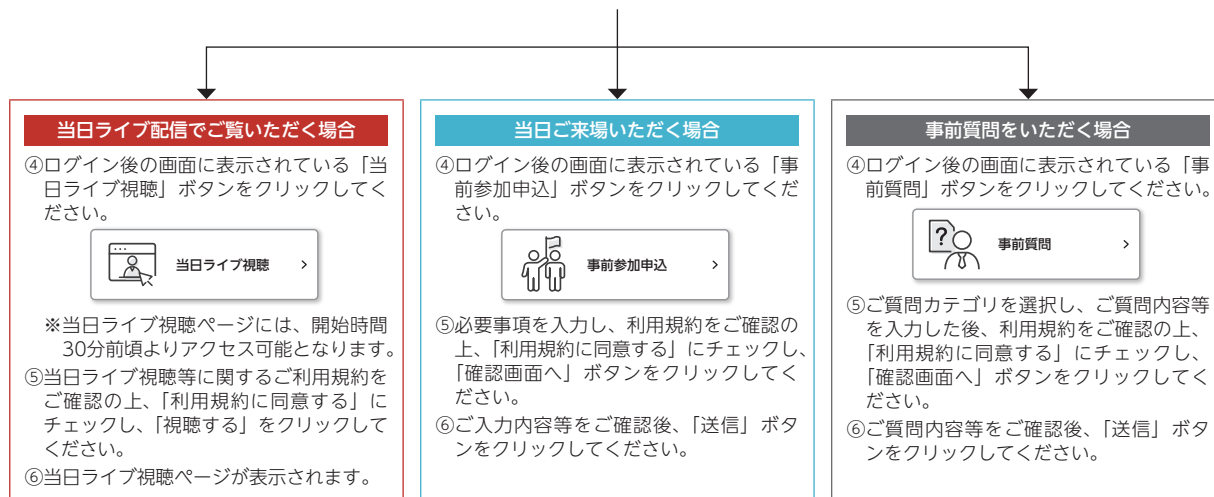 当日ライブ配信でご覧いただく場合
④ログイン後の画面に表示されている「当
日ライブ視聴」ボタンをクリックしてく
ださい。
当日ライブ視聴
※当日ライブ視聴ページには、開始時間
30分前頃よりアクセス可能となります。
⑤当日ライブ視聴等に関するご利用規約を
ご確認の上、「利用規約に同意する」に
チェックし、「視聴する」をクリックして
ください。
⑥当日ライブ視聴ページが表示されます。
当日ご来場いただく場合
④ログイン後の画面に表示されている「事
前参加申込」ボタンをクリックしてくだ
さい。
事前参加申込
⑤必要事項を入力し、利用規約をご確認の
上、「利用規約に同意する」にチェックし、
「確認画面へ」ボタンをクリックしてく
ださい。
⑥ご入力内容等をご確認後、「送信」ボタ
ンをクリックしてください。
事前質問をいただく場合
④ログイン後の画面に表示されている「事
前質問」ボタンをクリックしてください。
?
事前質問
⑤ご質問カテゴリを選択し、ご質問内容等
を入力した後、利用規約をご確認の上、
「利用規約に同意する」にチェックし、
「確認画面へ」ボタンをクリックしてく
ださい。
⑥ご質問内容等をご確認後、「送信」ボタ
ンをクリックしてください。